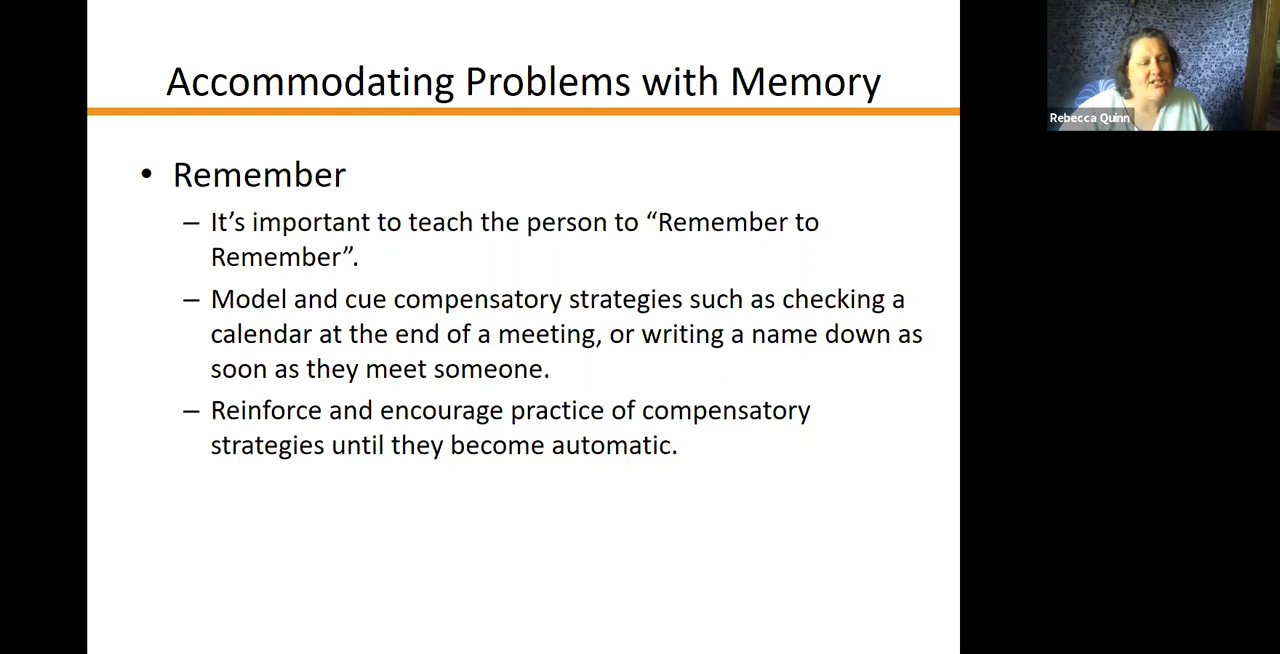 Accommodating Problems with Memory
Rebecca Quinn
• Remember
– It’s important to teach the person to “Remember to
Remember”.
– Model and cue compensatory strategies such as checking a
calendar at the end of a meeting, or writing a name down as
soon as they meet someone.
– Reinforce and encourage practice of compensatory
strategies until they become automatic.